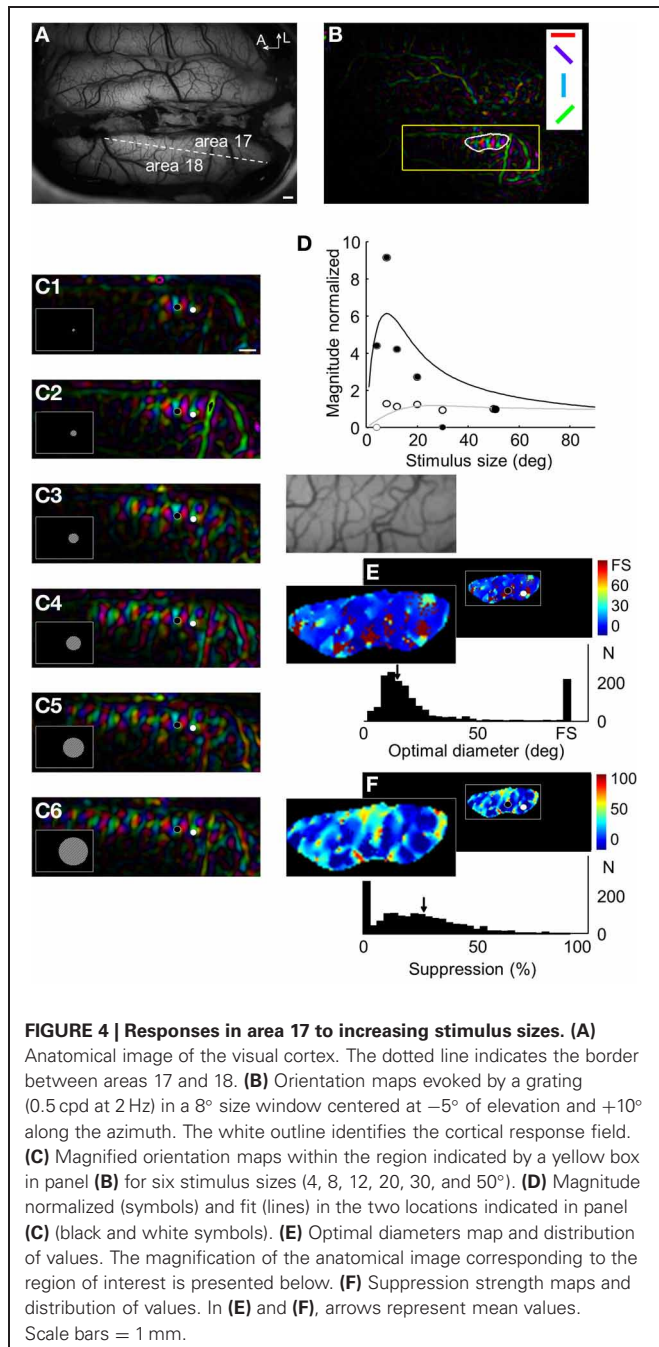 A
A
L
area 17
area 18
B
D
10
8
6
4
2
0
Magnitude normalized
0
20
40
60
80
Stimulus size (deg)
C1
C2
C3
C4
C5
C6
E
FS
60
30
0
N
200
0
0
50
FS
Optimal diameter (deg)
F
100
50
0
N
200
0
0
50
100
Suppression (%)
FIGURE 4 | Responses in area 17 to increasing stimulus sizes. (A)
Anatomical image of the visual cortex. The dotted line indicates the border
between areas 17 and 18. (B) Orientation maps evoked by a grating
(0.5 cpd at 2 Hz) in a 8° size window centered at −5° of elevation and +10°
along the azimuth. The white outline identifies the cortical response field.
(C) Magnified orientation maps within the region indicated by a yellow box
in panel (B) for six stimulus sizes (4, 8, 12, 20, 30, and 50°). (D) Magnitude
normalized (symbols) and fit (lines) in the two locations indicated in panel
(C) (black and white symbols). (E) Optimal diameters map and distribution
of values. The magnification of the anatomical image corresponding to the
region of interest is presented below. (F) Suppression strength maps and
distribution of values. In (E) and (F), arrows represent mean values.
Scale bars = 1 mm.